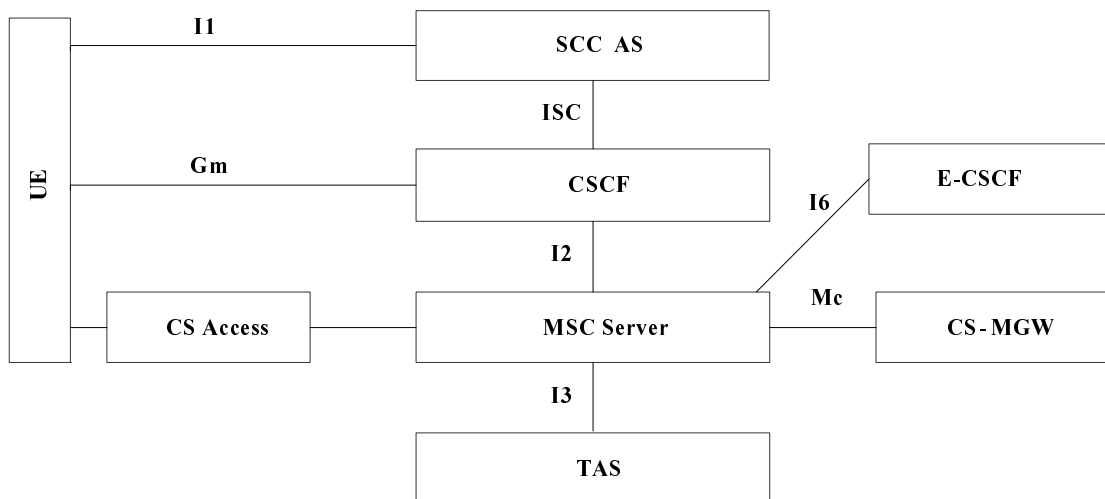 I1
SCC AS
ISC
UE
Gm
CSCF
E-CSCF
I6
I2
CS Access
MSC Server
Mc
CS-MGW
I3
TAS